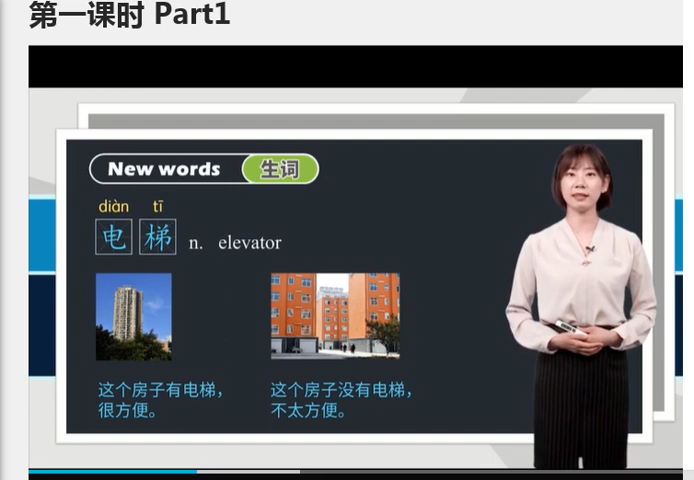 第一课时 Part1
New words 生词
diàn tī
电梯 n. elevator
这个房子有电梯，
很方便。
这个房子没有电梯，
不太方便。